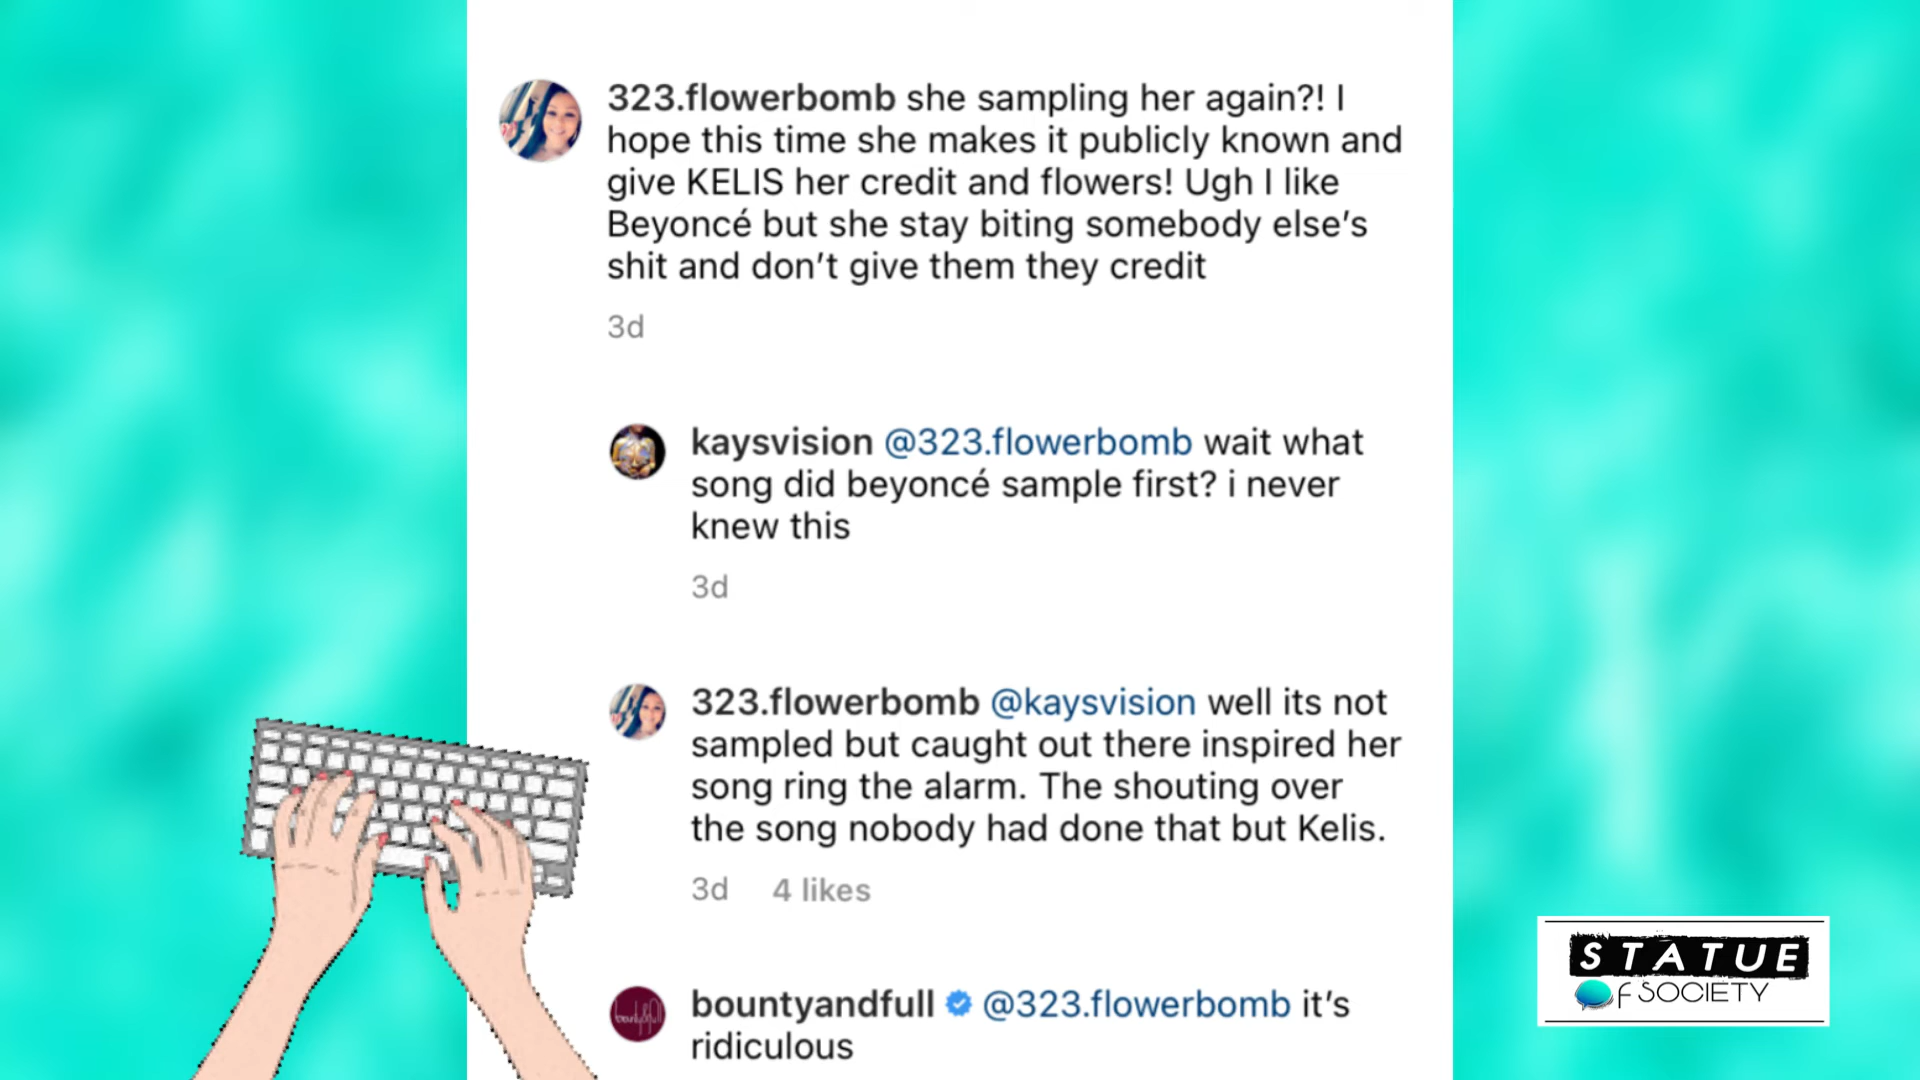 323.flowerbomb she sampling her again?! I
hope this time she makes it publicly known and
give KELIS her credit and flowers! Ugh I like
Beyoncé but she stay biting somebody else’s
shit and don’t give them they credit
3d
kaysvision @323.flowerbomb wait what
song did beyoncé sample first? i never
knew this
3d
323.flowerbomb @kaysvision well its not
sampled but caught out there inspired her
song ring the alarm. The shouting over
the song nobody had done that but Kelis.
3d 4 likes
bountyandfull @323.flowerbomb it’s
ridiculous
STATUE
OF SOCIETY